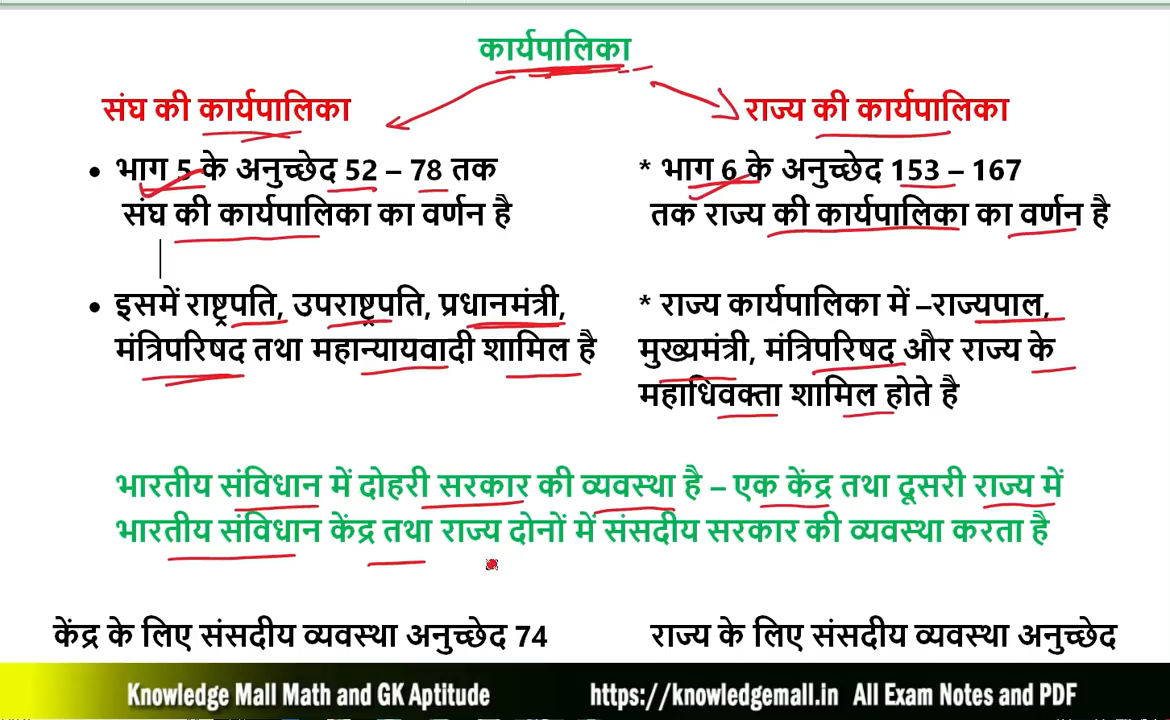 कार्यपालिका
संघ की कार्यपालिका
• भाग 5 के अनुच्छेद 52 – 78 तक
संघ की कार्यपालिका का वर्णन है
• इसमें राष्ट्रपति, उपराष्ट्रपति, प्रधानमंत्री,
मंत्रिपरिषद तथा महान्यायवादी शामिल है
राज्य की कार्यपालिका
* भाग 6 के अनुच्छेद 153 – 167
तक राज्य की कार्यपालिका का वर्णन है
* राज्य कार्यपालिका में –राज्यपाल,
मुख्यमंत्री, मंत्रिपरिषद और राज्य के
महाधिवक्ता शामिल होते है
भारतीय संविधान में दोहरी सरकार की व्यवस्था है – एक केंद्र तथा दूसरी राज्य में
भारतीय संविधान केंद्र तथा राज्य दोनों में संसदीय सरकार की व्यवस्था करता है
केंद्र के लिए संसदीय व्यवस्था अनुच्छेद 74
राज्य के लिए संसदीय व्यवस्था अनुच्छेद
Knowledge Mall Math and GK Aptitude
https://knowledgemall.in All Exam Notes and PDF